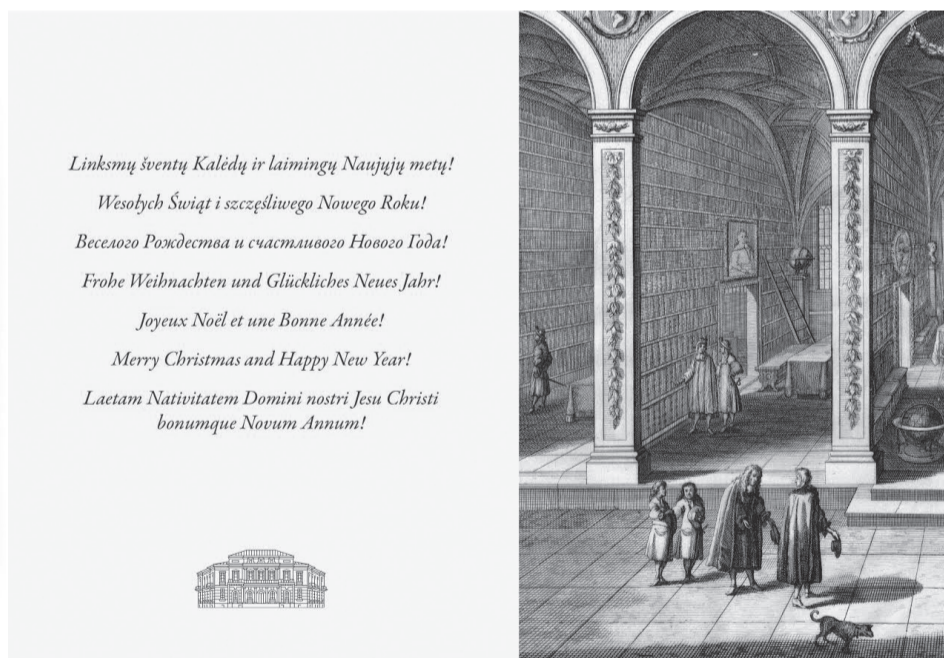 Linksmų šventų Kalėdų ir laimingų Naujųjų metų!
Wesołych Świąt i szczęśliwego Nowego Roku!
Веселого Рождества и счастливого Нового Года!
Frohe Weihnachten und Glückliches Neues Jahr!
Joyeux Noël et une Bonne Année!
Merry Christmas and Happy New Year!
Laetam Nativitatem Domini nostri Jesu Christi
bonumque Novum Annum!